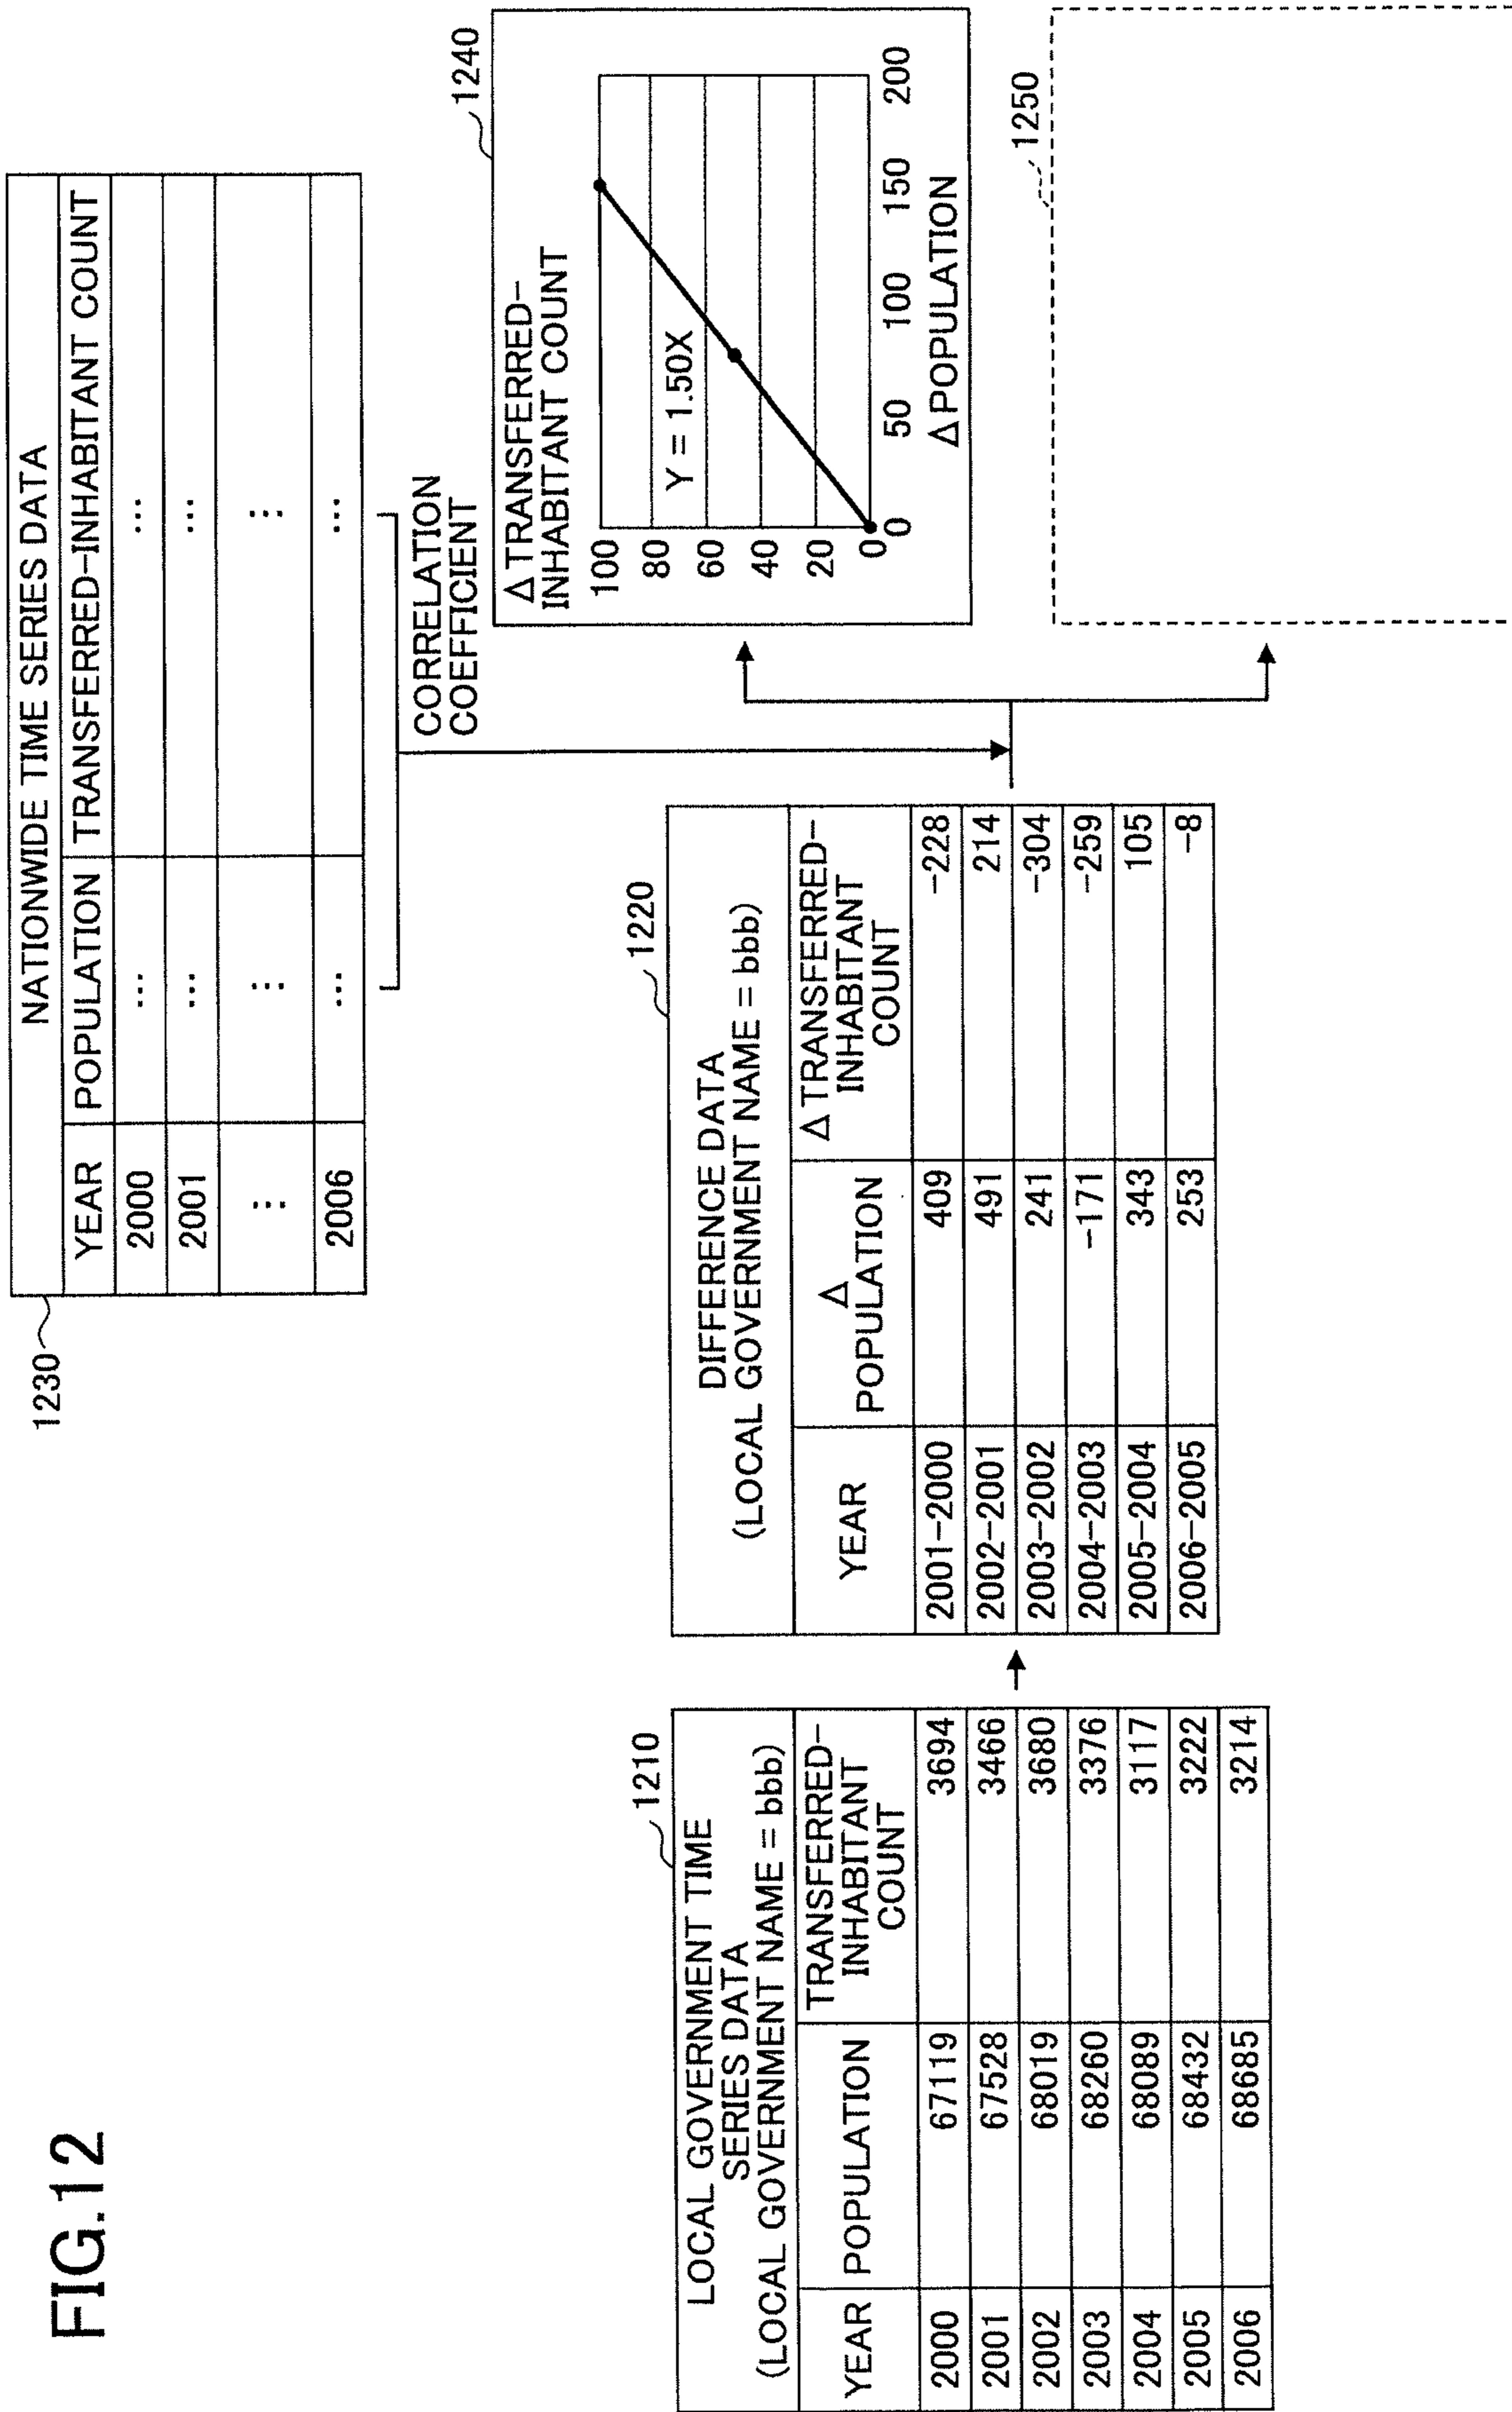 FIG.12
1210
LOCAL GOVERNMENT TIME
SERIES DATA
(LOCAL GOVERNMENT NAME = bbb)
YEAR POPULATION TRANSFERRED-
INHABITANT
COUNT
2000 67119 3694
2001 67528 3466
2002 68019 3680
2003 68260 3376
2004 68089 3117
2005 68432 3222
2006 68685 3214
1220
DIFFERENCE DATA
(LOCAL GOVERNMENT NAME = bbb)
YEAR Δ
POPULATION Δ TRANSFERRED-
INHABITANT
COUNT
2001-2000 409 -228
2002-2001 491 214
2003-2002 241 -304
2004-2003 -171 -259
2005-2004 343 105
2006-2005 253 -8
1230
NATIONWIDE TIME SERIES DATA
YEAR POPULATION TRANSFERRED-INHABITANT COUNT
2000 ... ...
2001 ... ...
... ... ...
2006 ... ...
CORRELATION
COEFFICIENT
1240
Δ TRANSFERRED-
INHABITANT COUNT
100
80
60
40
20
0
Y = 1.50X
0 50 100 150 200
Δ POPULATION
1250